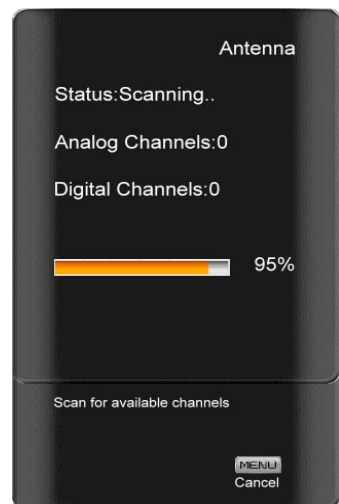 Antenna
Status:Scanning..
Analog Channels:0
Digital Channels:0
95%
Scan for available channels
MENU
Cancel